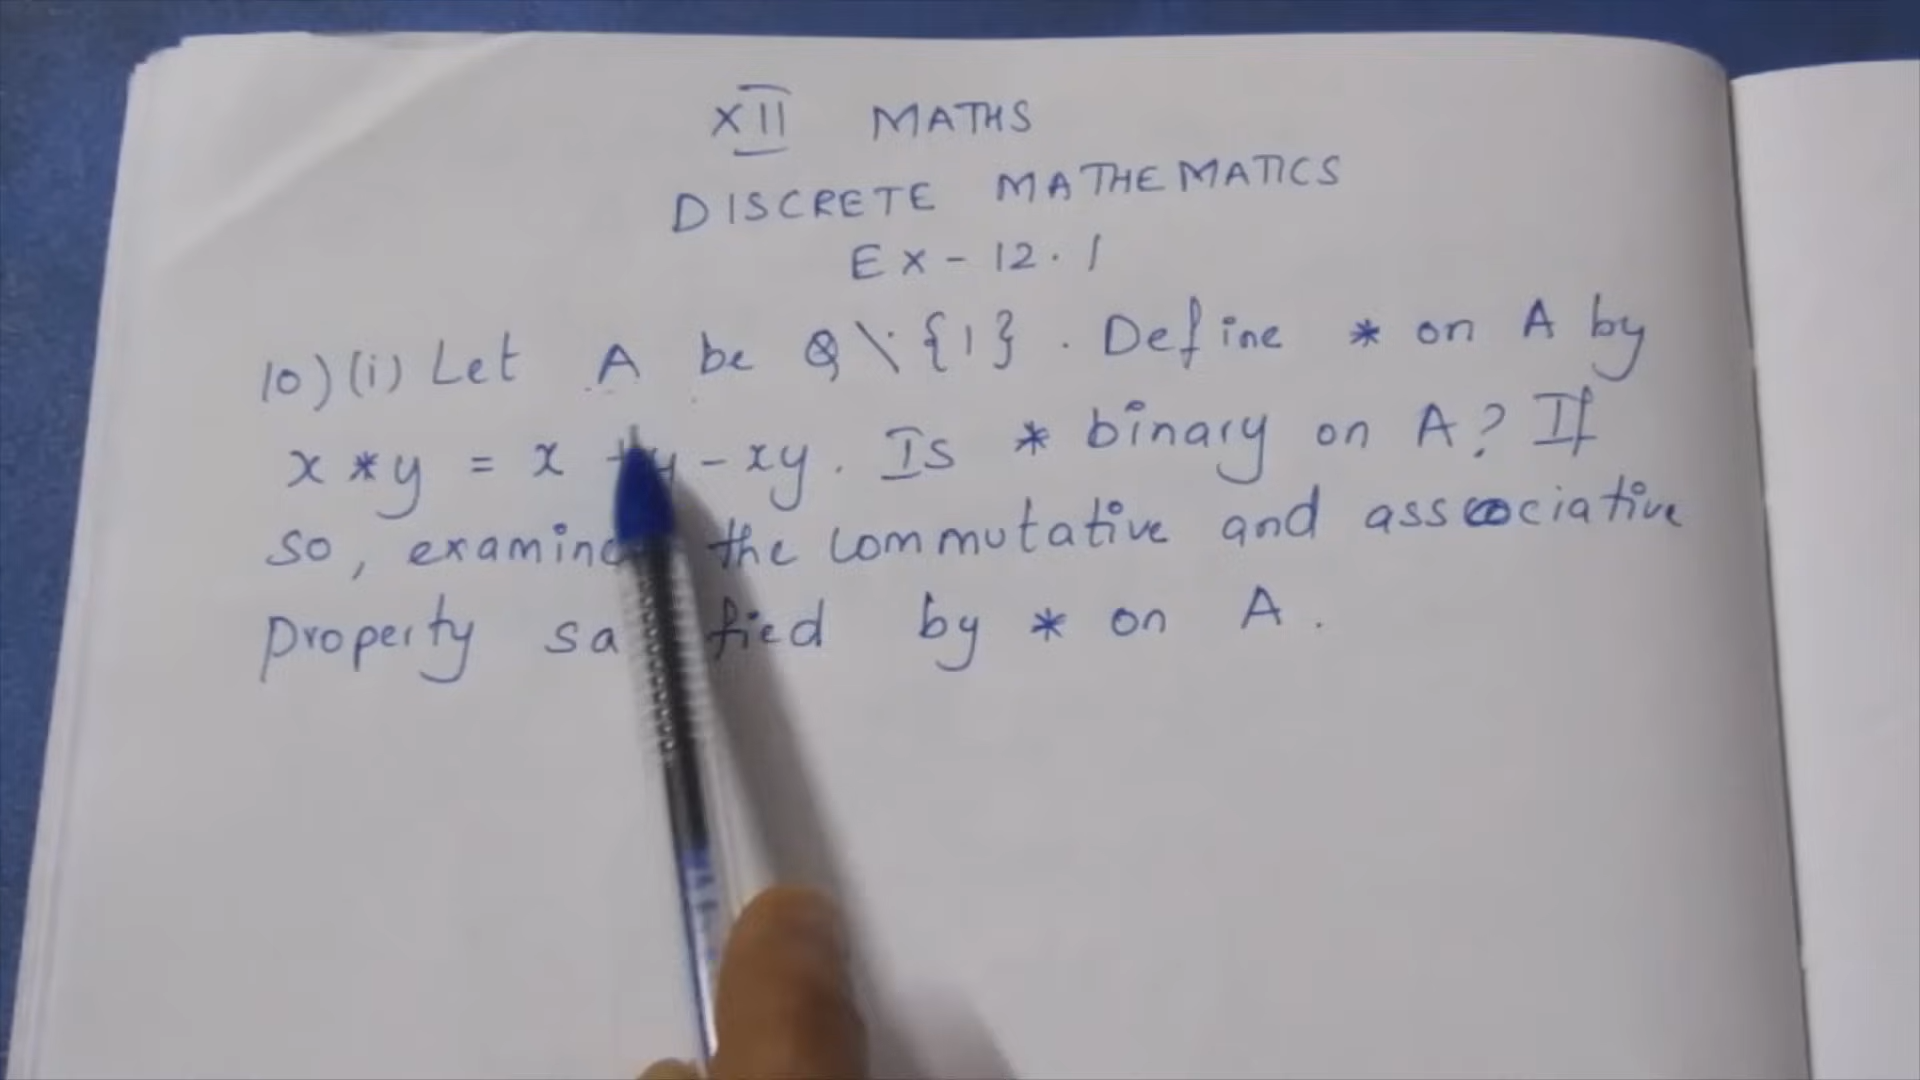 XII MATHS
DISCRETE MATHEMATICS
Ex - 12.1
10) (i) Let A be Q \ {1} . Define * on A by
x * y = x + y - xy . Is * binary on A? If
so, examine the commutative and associative
property by * on A .